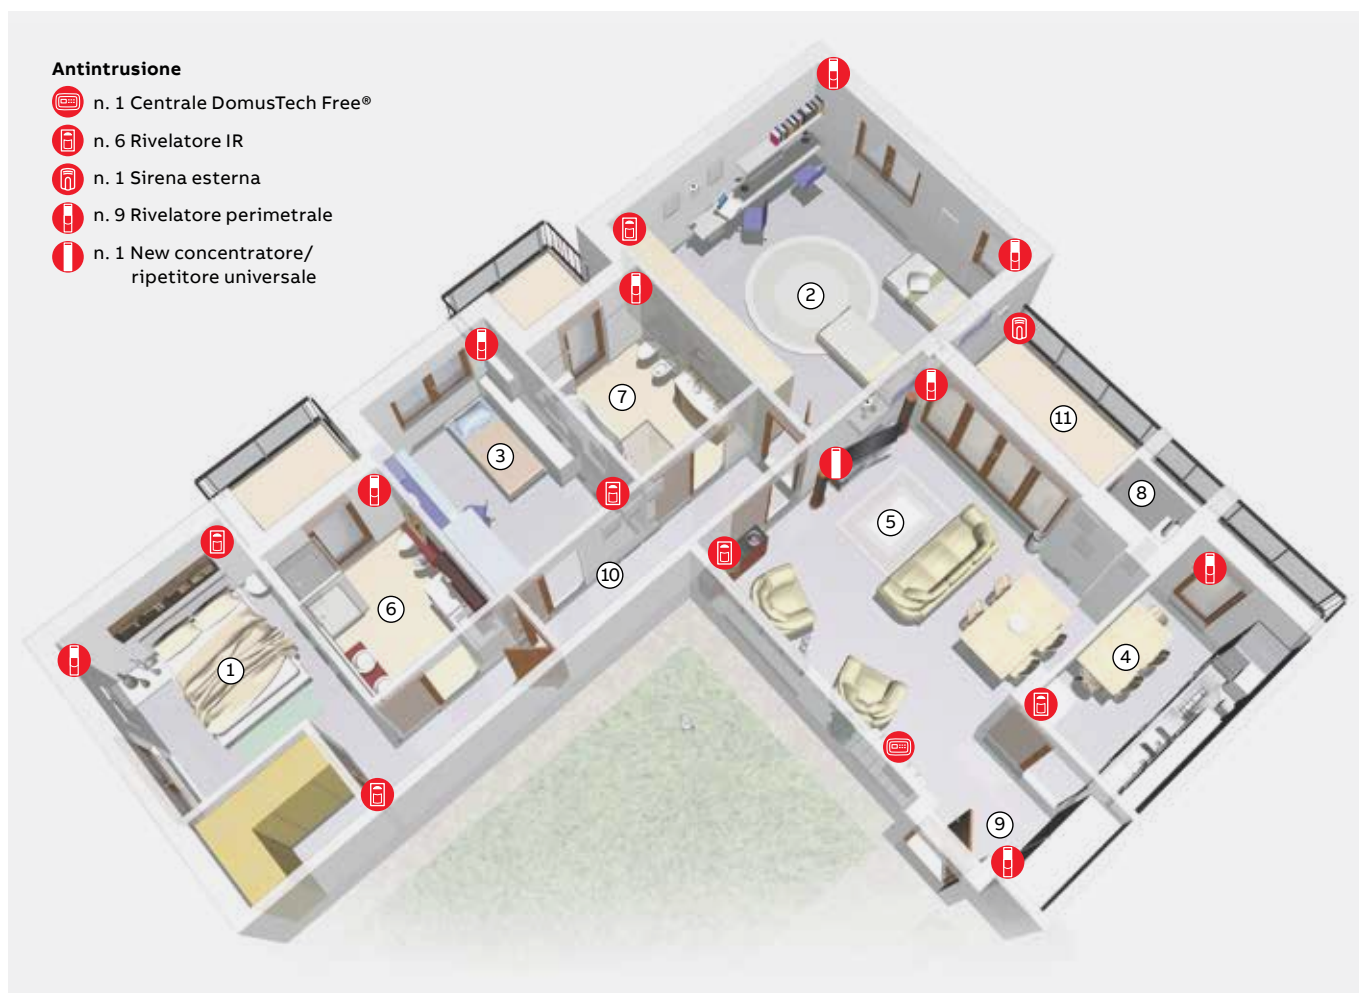 Antintrusione
n. 1 Centrale DomusTech Free®
n. 6 Rivelatore IR
n. 1 Sirena esterna
n. 9 Rivelatore perimetrale
n. 1 New concentratore/
ripetitore universale
2
7
11
3
8
5
10
6
4
1
9